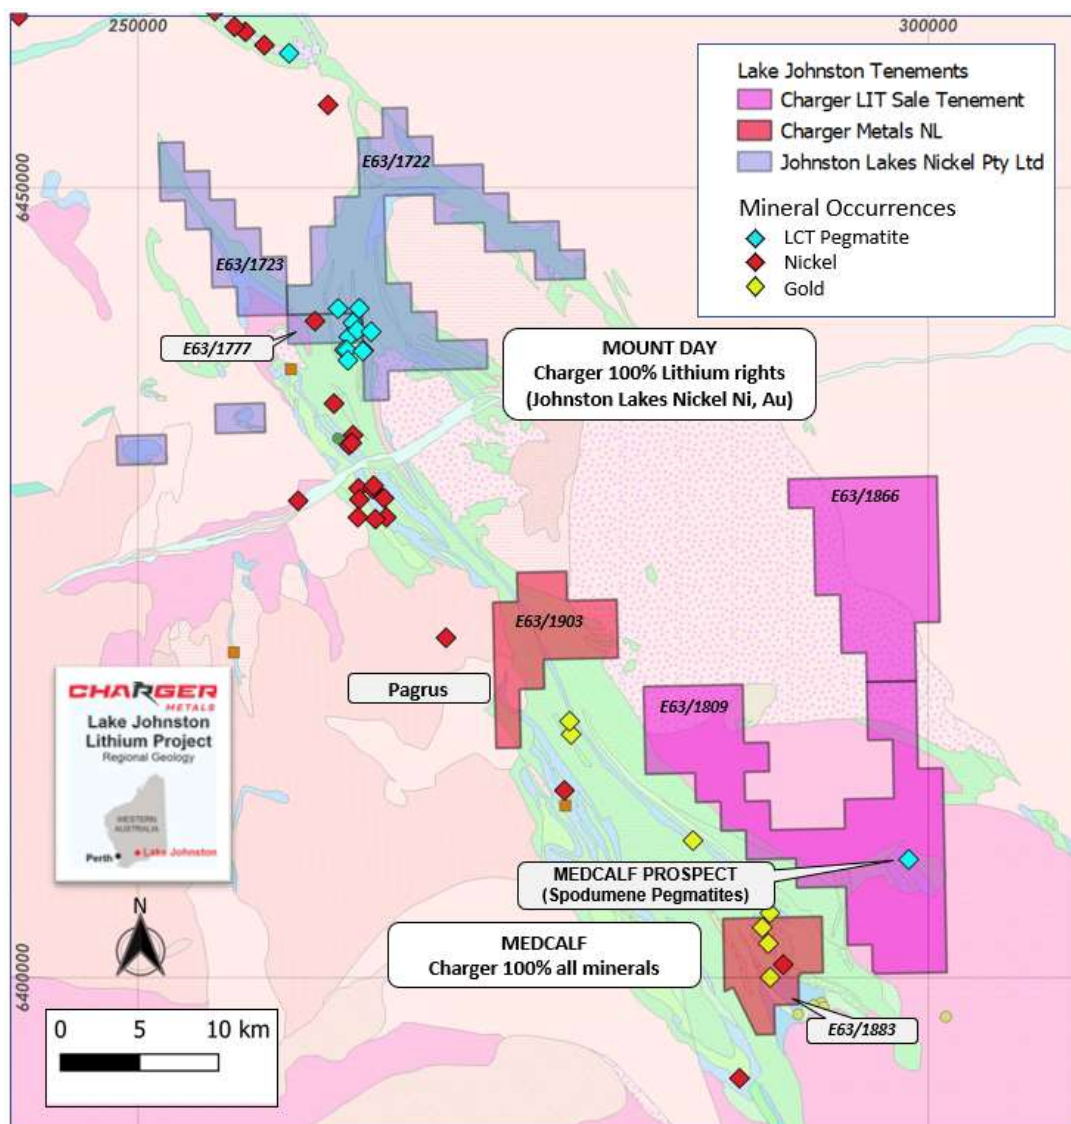 250000
300000
6450000
6400000
Lake Johnston Tenements
Charger LIT Sale Tenement
Charger Metals NL
Johnston Lakes Nickel Pty Ltd
Mineral Occurrences
LCT Pegmatite
Nickel
Gold
E63/1722
E63/1723
E63/1777
MOUNT DAY
Charger 100% Lithium rights
(Johnston Lakes Nickel Ni, Au)
E63/1866
E63/1903
Pagrus
E63/1809
CHARGER
METALS
Lake Johnston
Lithium Project
Regional Geology
WESTERN
AUSTRALIA
Perth
Lake Johnston
MEDCALF PROSPECT
(Spodumene Pegmatites)
MEDCALF
Charger 100% all minerals
E63/1883
N
0 5 10 km